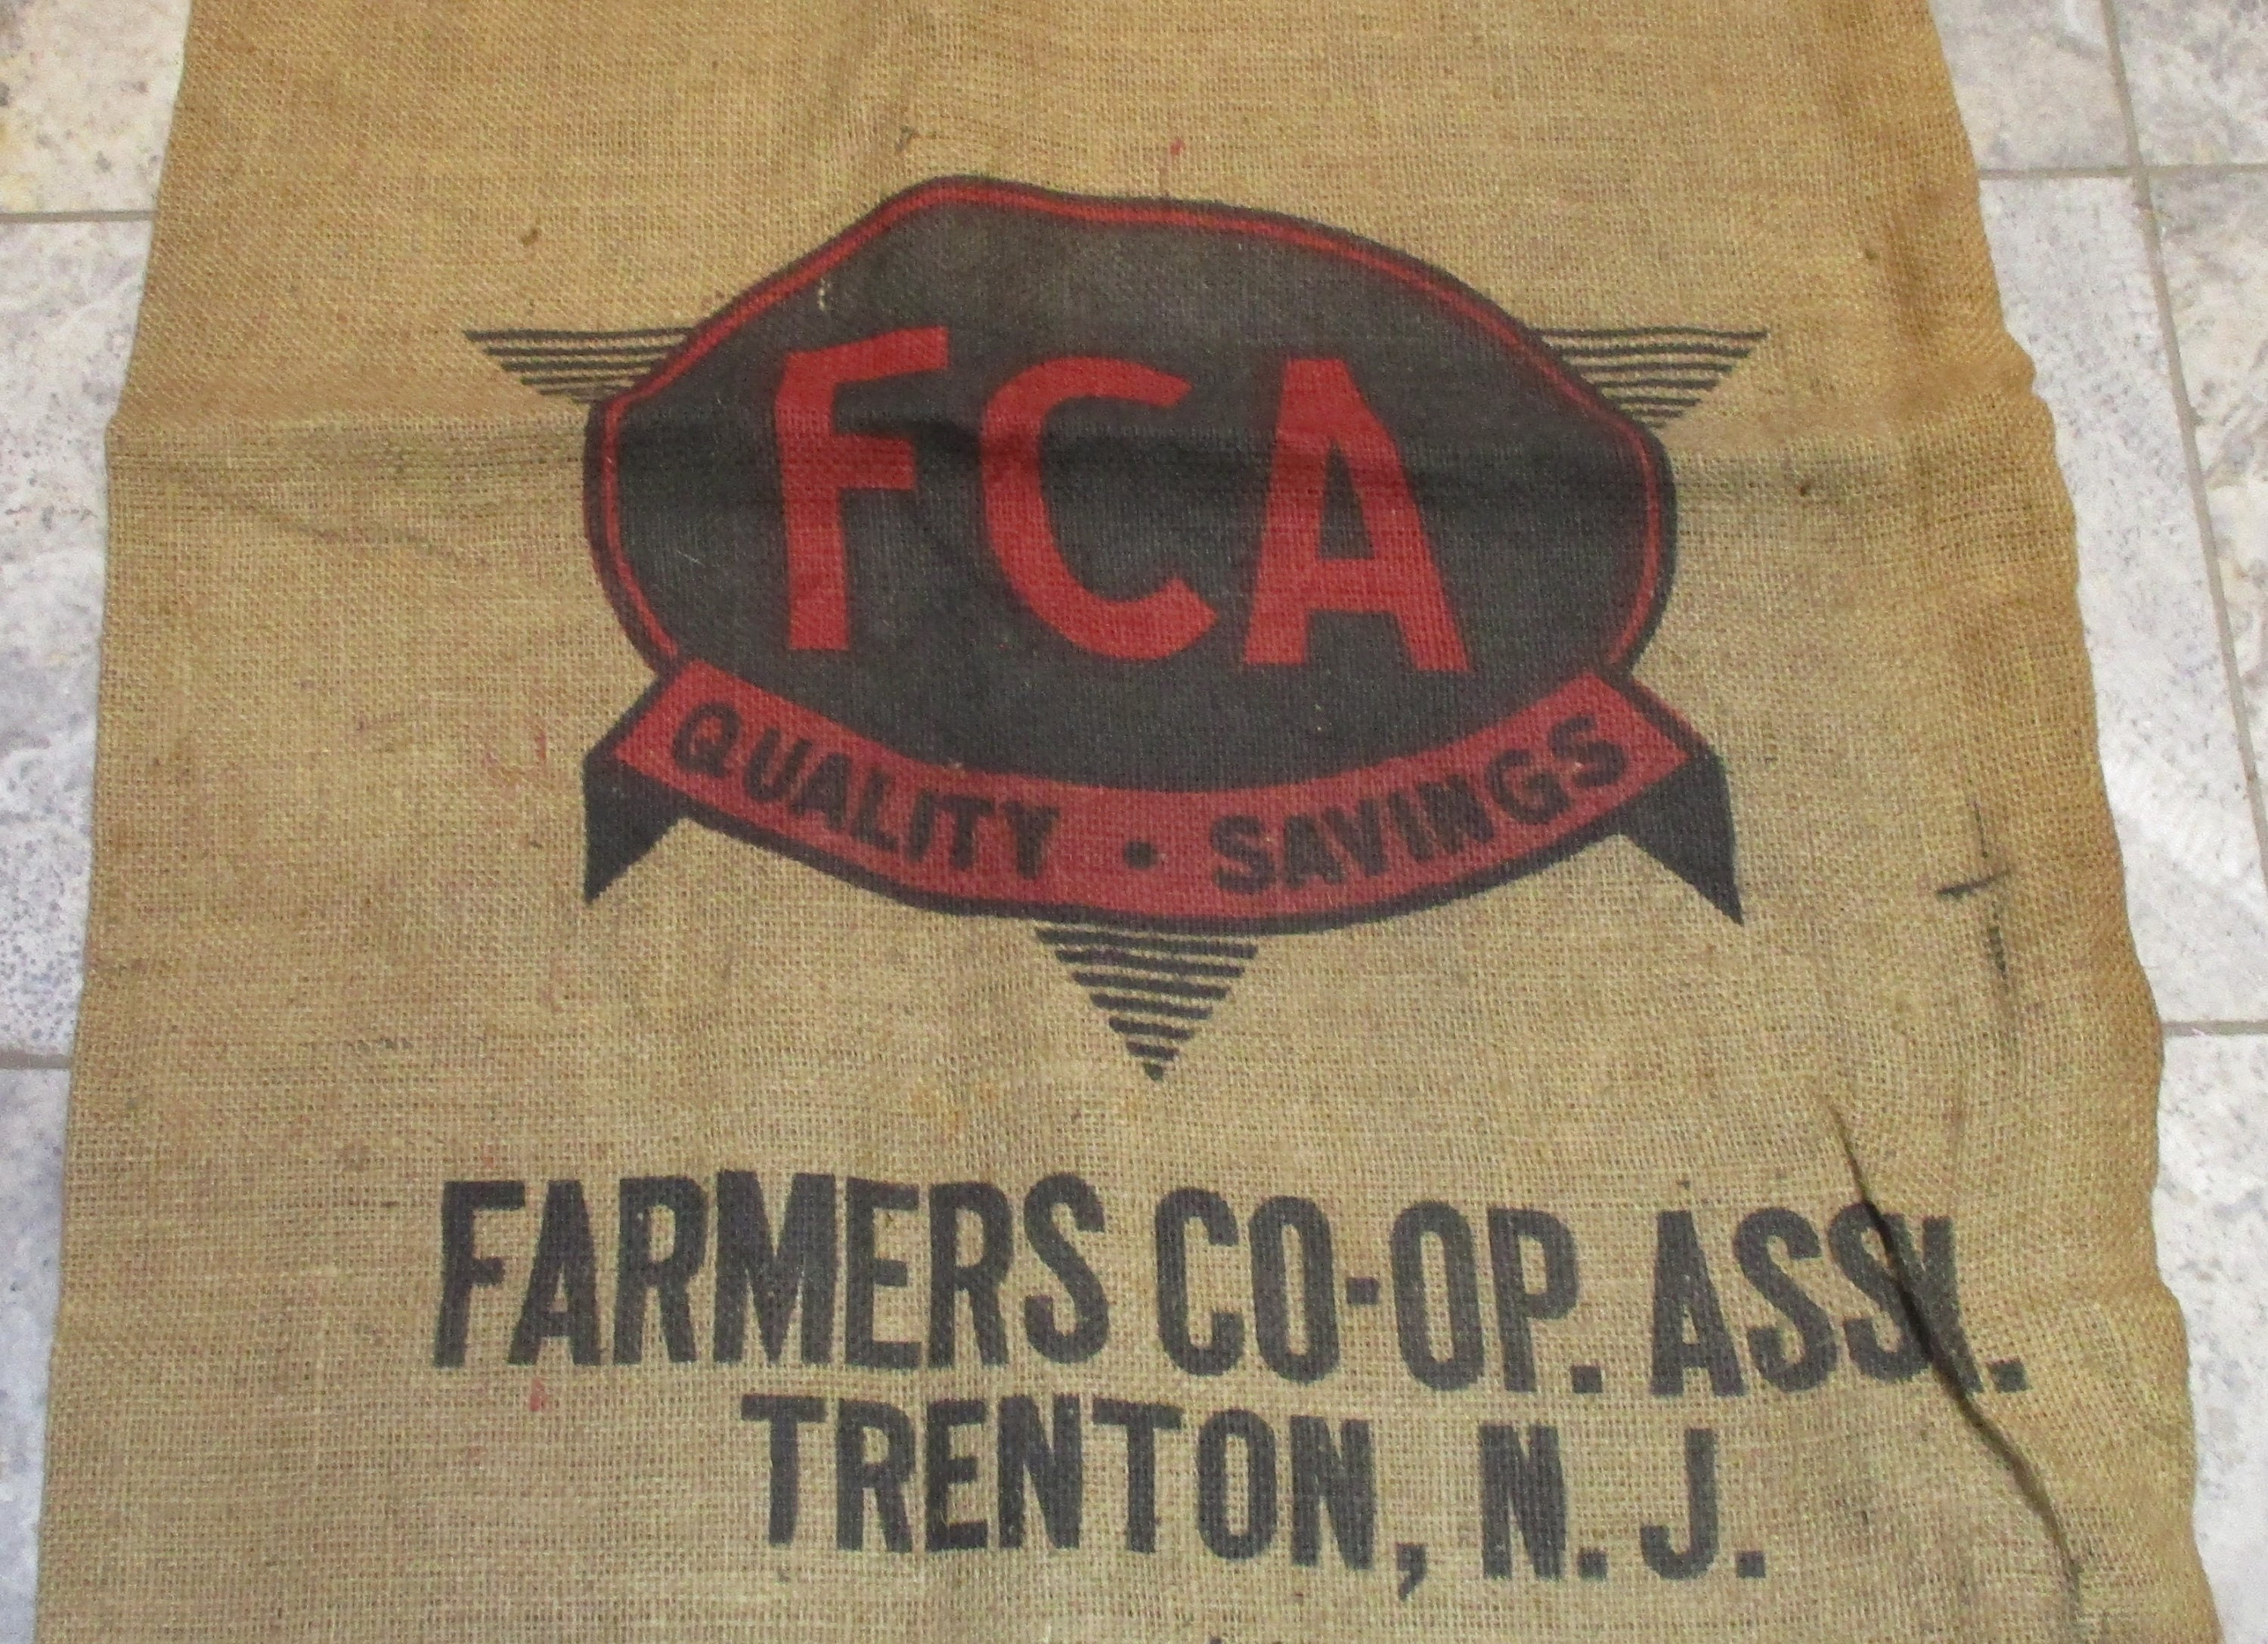 FCA
QUALITY • SAVINGS
FARMERS CO-OP. ASSN.
TRENTON, N. J.